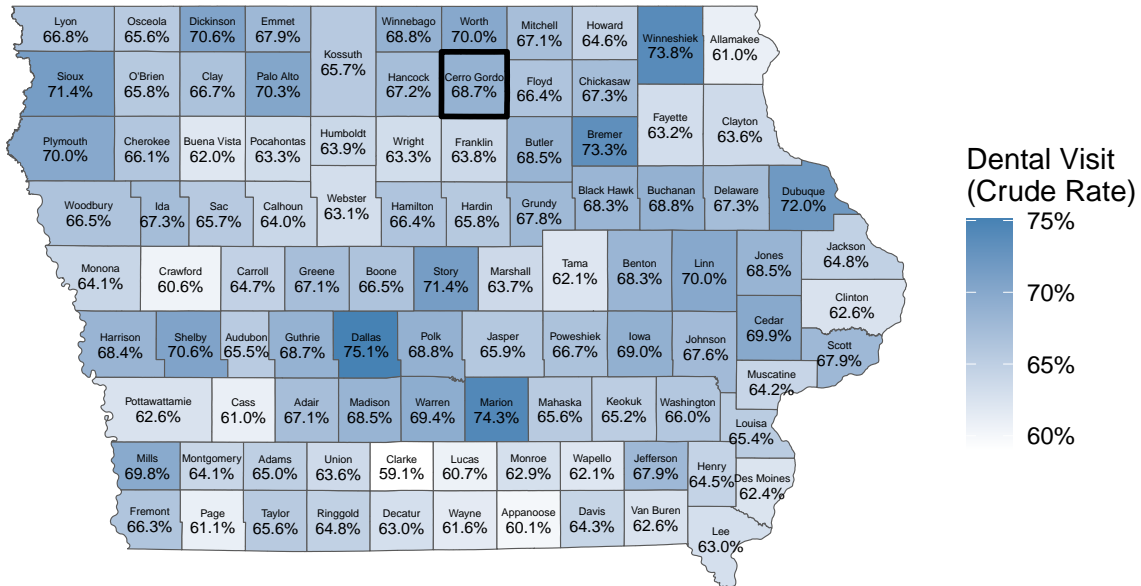 Lyon
66.8%
Osceola
65.6%
Dickinson
70.6%
Emmet
67.9%
Winnebago
68.8%
Worth
70.0%
Mitchell
67.1%
Howard
64.6%
Winneshiek
73.8%
Allamakee
61.0%
Kossuth
65.7%
Sioux
71.4%
O'Brien
65.8%
Clay
66.7%
Palo Alto
70.3%
Hancock
67.2%
Cerro Gordo
68.7%
Floyd
66.4%
Chickasaw
67.3%
Fayette
63.2%
Clayton
63.6%
Plymouth
70.0%
Cherokee
66.1%
Buena Vista
62.0%
Pocahontas
63.3%
Humboldt
63.9%
Wright
63.3%
Franklin
63.8%
Butler
68.5%
Bremer
73.3%
Woodbury
66.5%
Ida
67.3%
Sac
65.7%
Calhoun
64.0%
Webster
63.1%
Hamilton
66.4%
Hardin
65.8%
Grundy
67.8%
Black Hawk
68.3%
Buchanan
68.8%
Delaware
67.3%
Dubuque
72.0%
Monona
64.1%
Crawford
60.6%
Carroll
64.7%
Greene
67.1%
Boone
66.5%
Story
71.4%
Marshall
63.7%
Tama
62.1%
Benton
68.3%
Linn
70.0%
Jones
68.5%
Jackson
64.8%
Clinton
62.6%
Harrison
68.4%
Shelby
70.6%
Audubon
65.5%
Guthrie
68.7%
Dallas
75.1%
Polk
68.8%
Jasper
65.9%
Poweshiek
66.7%
Iowa
69.0%
Johnson
67.6%
Cedar
69.9%
Scott
67.9%
Muscatine
64.2%
Pottawattamie
62.6%
Cass
61.0%
Adair
67.1%
Madison
68.5%
Warren
69.4%
Marion
74.3%
Mahaska
65.6%
Keokuk
65.2%
Washington
66.0%
Louisa
65.4%
Mills
69.8%
Montgomery
64.1%
Adams
65.0%
Union
63.6%
Clarke
59.1%
Lucas
60.7%
Monroe
62.9%
Wapello
62.1%
Jefferson
67.9%
Henry
64.5%
Des Moines
62.4%
Fremont
66.3%
Page
61.1%
Taylor
65.6%
Ringgold
64.8%
Decatur
63.0%
Wayne
61.6%
Appanoose
60.1%
Davis
64.3%
Van Buren
62.6%
Lee
63.0%
Dental Visit
(Crude Rate)
75%
70%
65%
60%